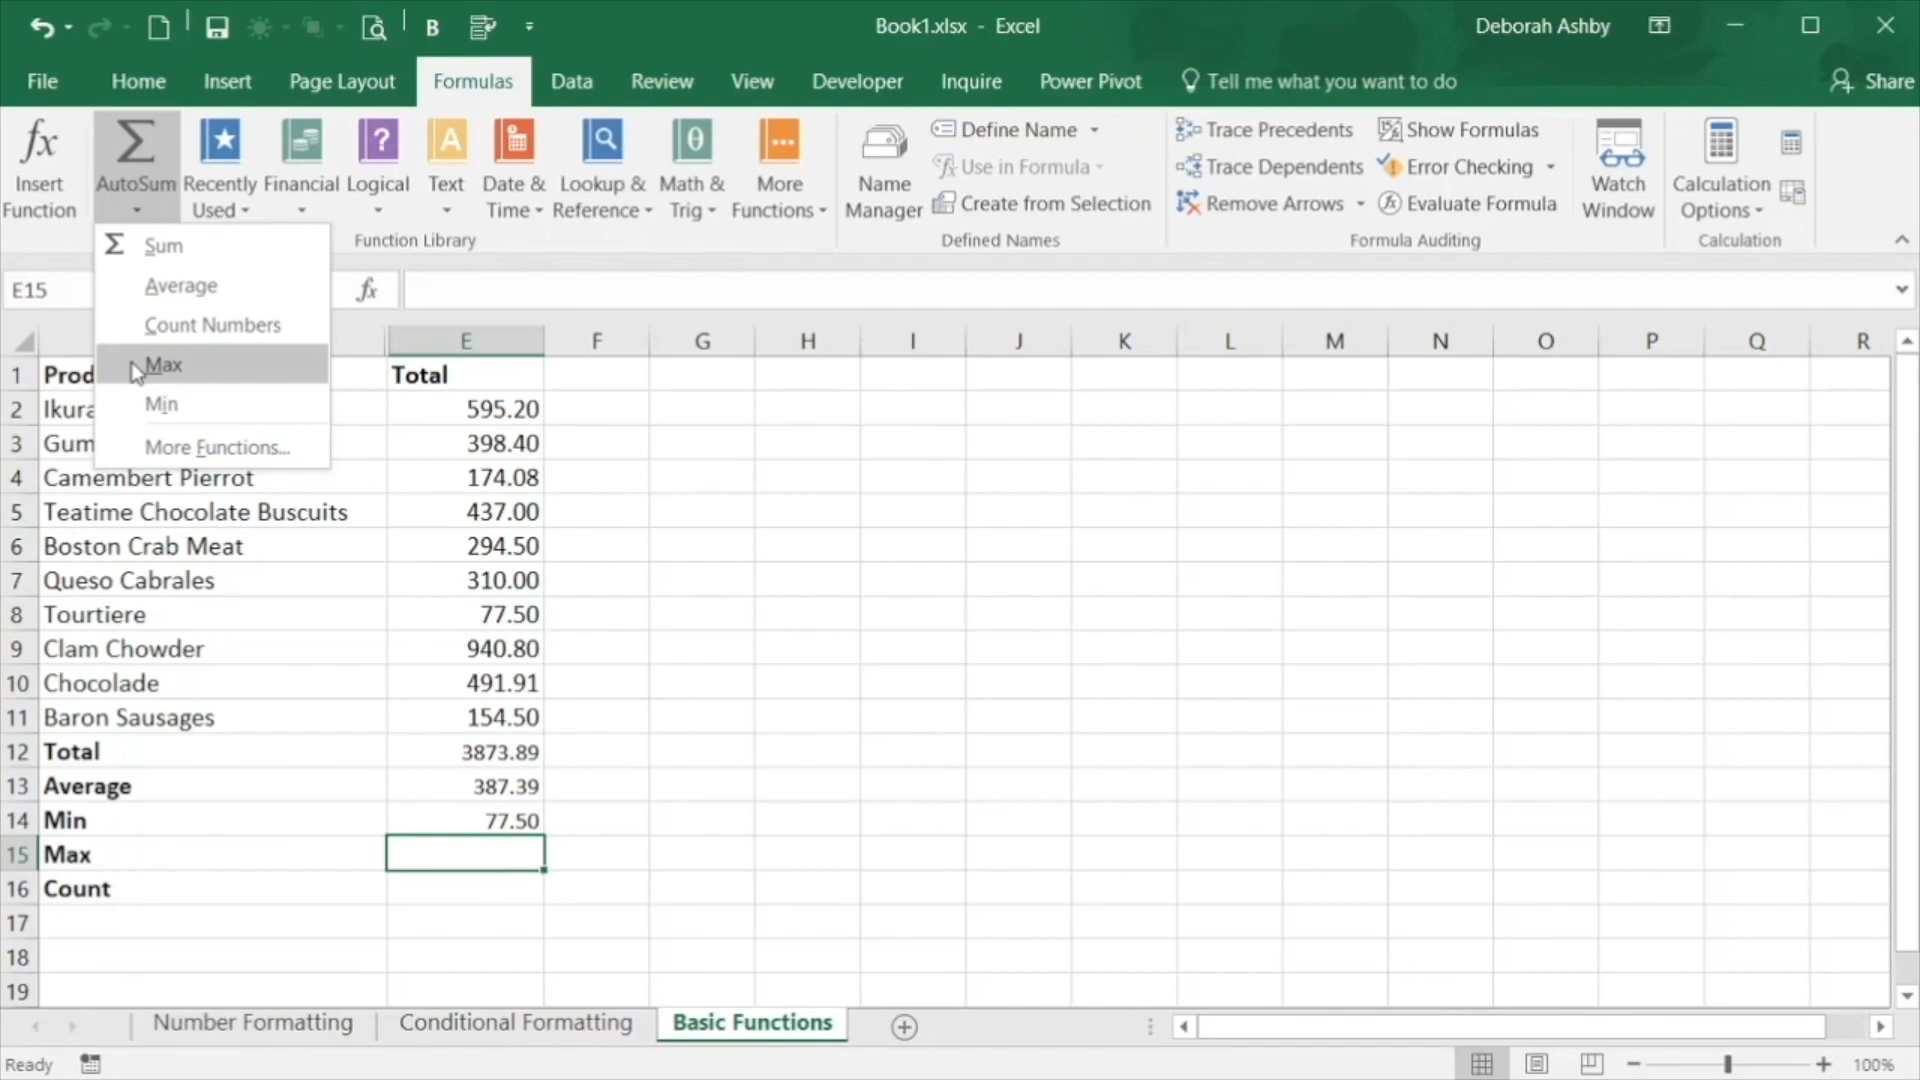 B
Book1.xlsx - Excel
Deborah Ashby
File Home Insert Page Layout Formulas Data Review View Developer Inquire Power Pivot Tell me what you want to do Share
fx Σ A θ
Insert Function
AutoSum
Recently Used
Financial
Logical
Text
Date & Time
Lookup & Reference
Math & Trig
More Functions
Name Manager
Define Name
Use in Formula
Create from Selection
Trace Precedents
Trace Dependents
Remove Arrows
Show Formulas
Error Checking
Evaluate Formula
Watch Window
Calculation Options
Function Library
Defined Names
Formula Auditing
Calculation
Σ Sum
Average
Count Numbers
Max
Min
More Functions...
E15 fx
E F G H I J K L M N O P Q R
1 Prod Total
2 Ikura 595.20
3 Gum 398.40
4 Camembert Pierrot 174.08
5 Teatime Chocolate Buscuits 437.00
6 Boston Crab Meat 294.50
7 Queso Cabrales 310.00
8 Tourtiere 77.50
9 Clam Chowder 940.80
10 Chocolade 491.91
11 Baron Sausages 154.50
12 Total 3873.89
13 Average 387.39
14 Min 77.50
15 Max
16 Count
17
18
19
Number Formatting Conditional Formatting Basic Functions
Ready 100%